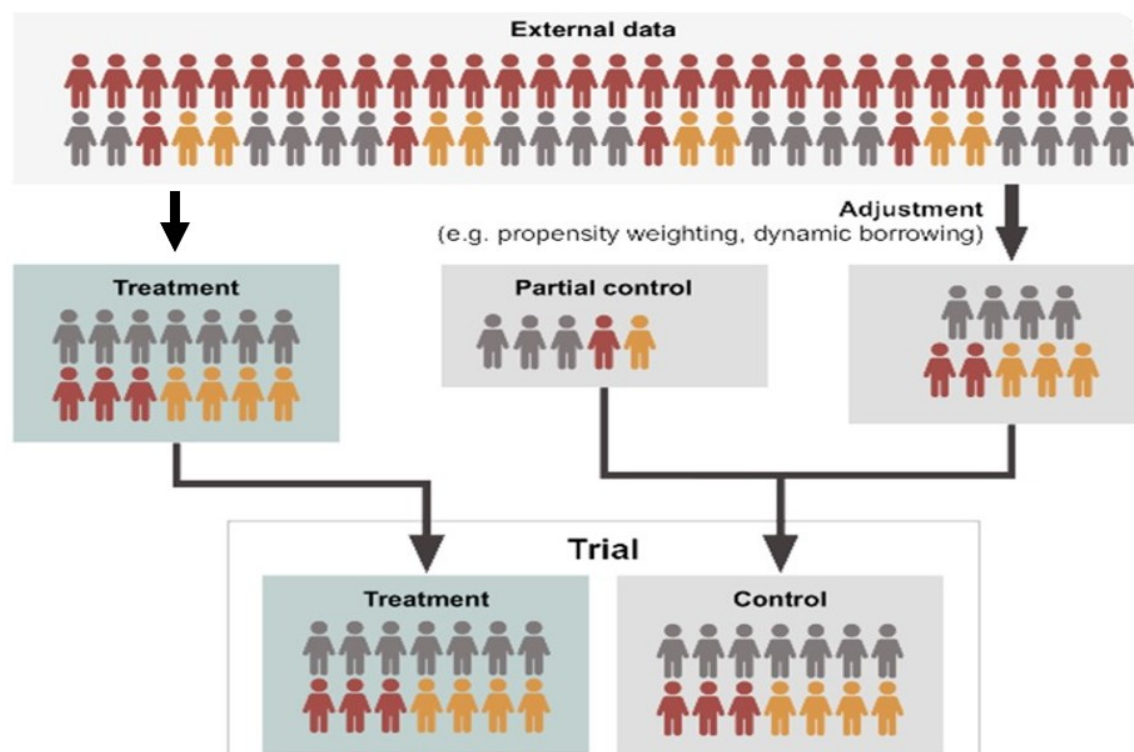 External data
Adjustment
(e.g. propensity weighting, dynamic borrowing)
Treatment
Partial control
Trial
Treatment
Control